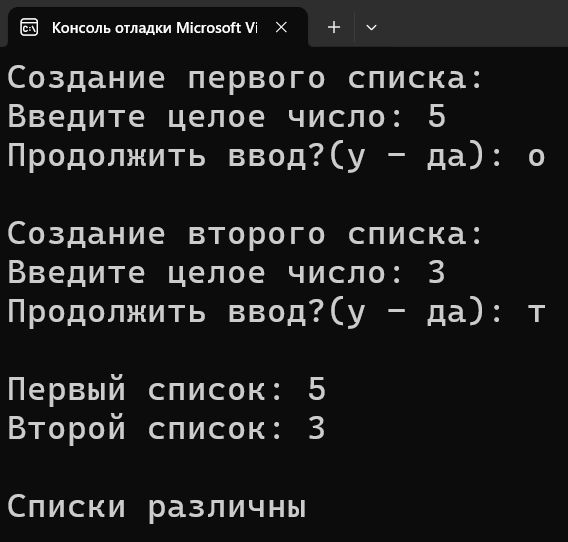 Консоль отладки Microsoft Vi
Создание первого списка:
Введите целое число: 5
Продолжить ввод?(y - да): о
Создание второго списка:
Введите целое число: 3
Продолжить ввод?(y - да): т
Первый список: 5
Второй список: 3
Списки различны